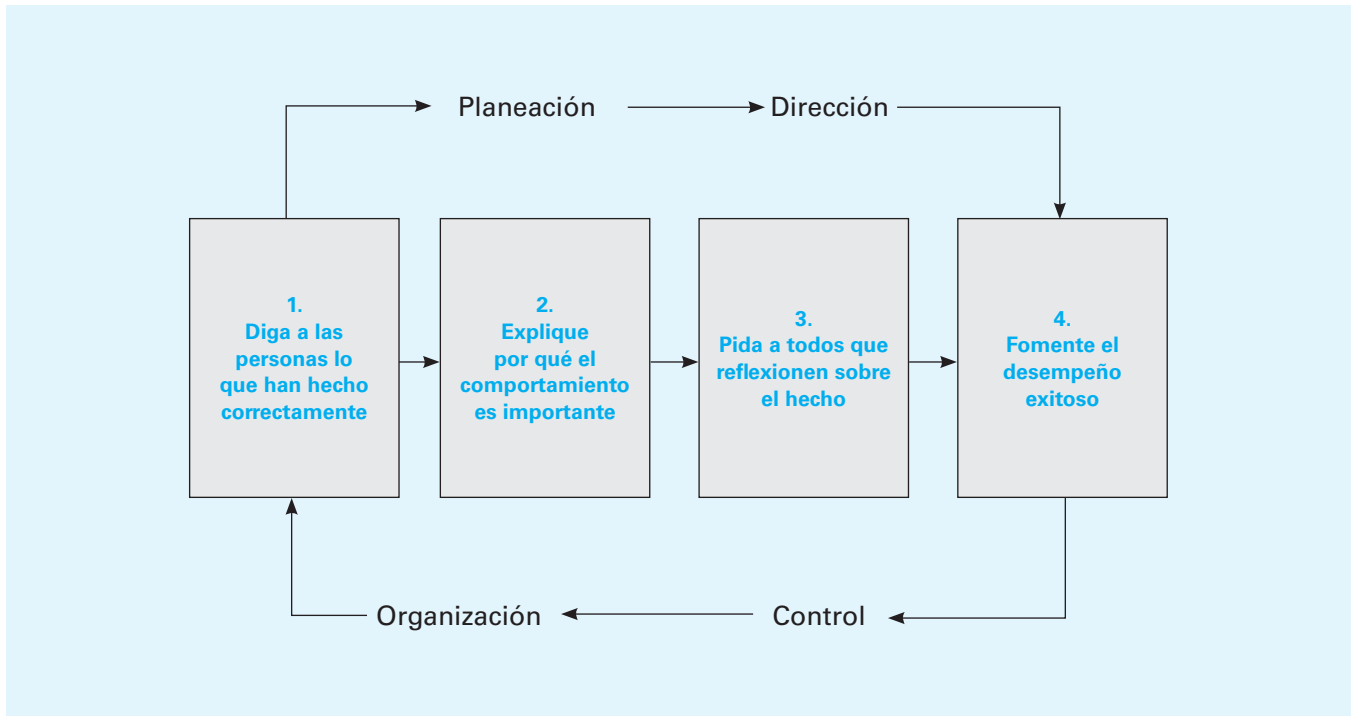 Planeación
Dirección
1.
Diga a las
personas lo
que han hecho
correctamente
2.
Explique
por qué el
comportamiento
es importante
3.
Pida a todos que
reflexionen sobre
el hecho
4.
Fomente el
desempeño
exitoso
Organización
Control